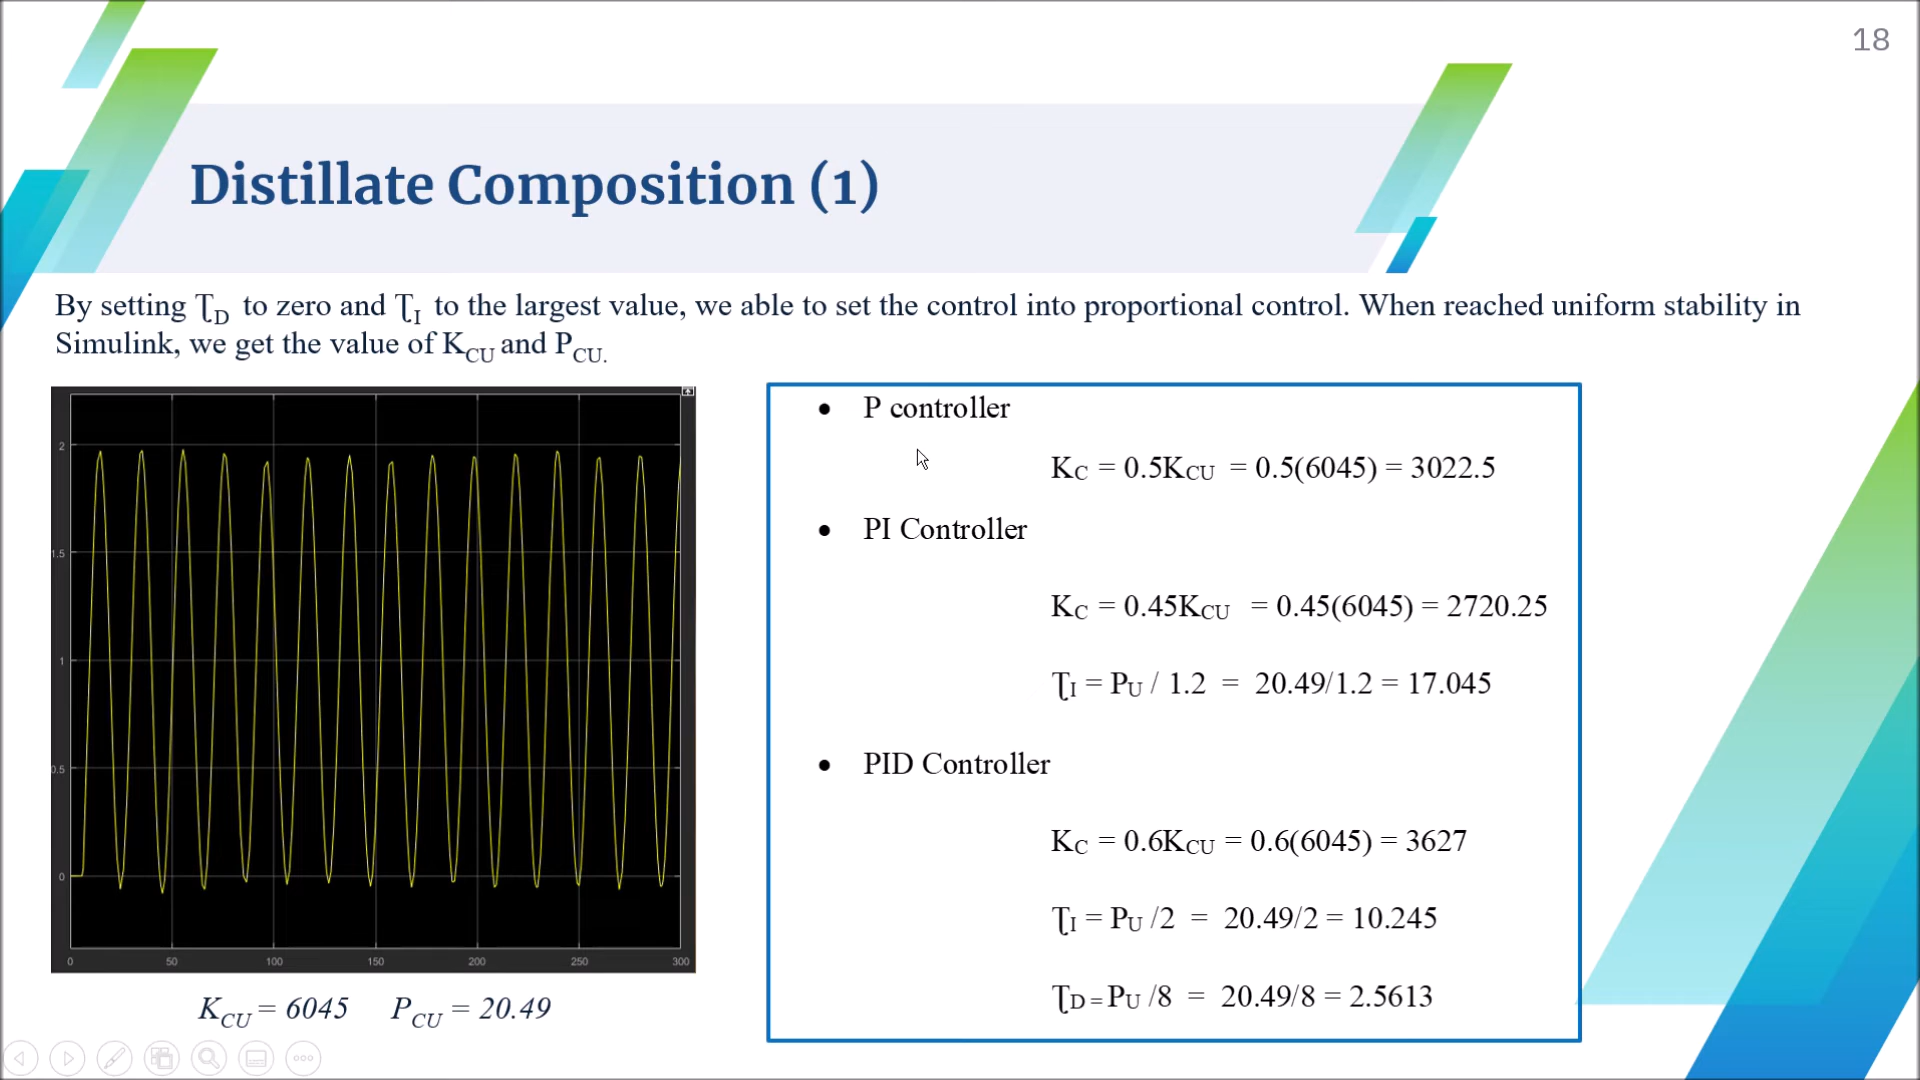 18
Distillate Composition (1)
By setting ƮD to zero and ƮI to the largest value, we able to set the control into proportional control. When reached uniform stability in
Simulink, we get the value of KCU and PCU.
2
1.5
1
0.5
0
0 50 100 150 200 250 300
KCU = 6045 PCU = 20.49
• P controller
KC = 0.5KCU = 0.5(6045) = 3022.5
• PI Controller
KC = 0.45KCU = 0.45(6045) = 2720.25
ƮI = PU / 1.2 = 20.49/1.2 = 17.045
• PID Controller
KC = 0.6KCU = 0.6(6045) = 3627
ƮI = PU /2 = 20.49/2 = 10.245
ƮD = PU /8 = 20.49/8 = 2.5613